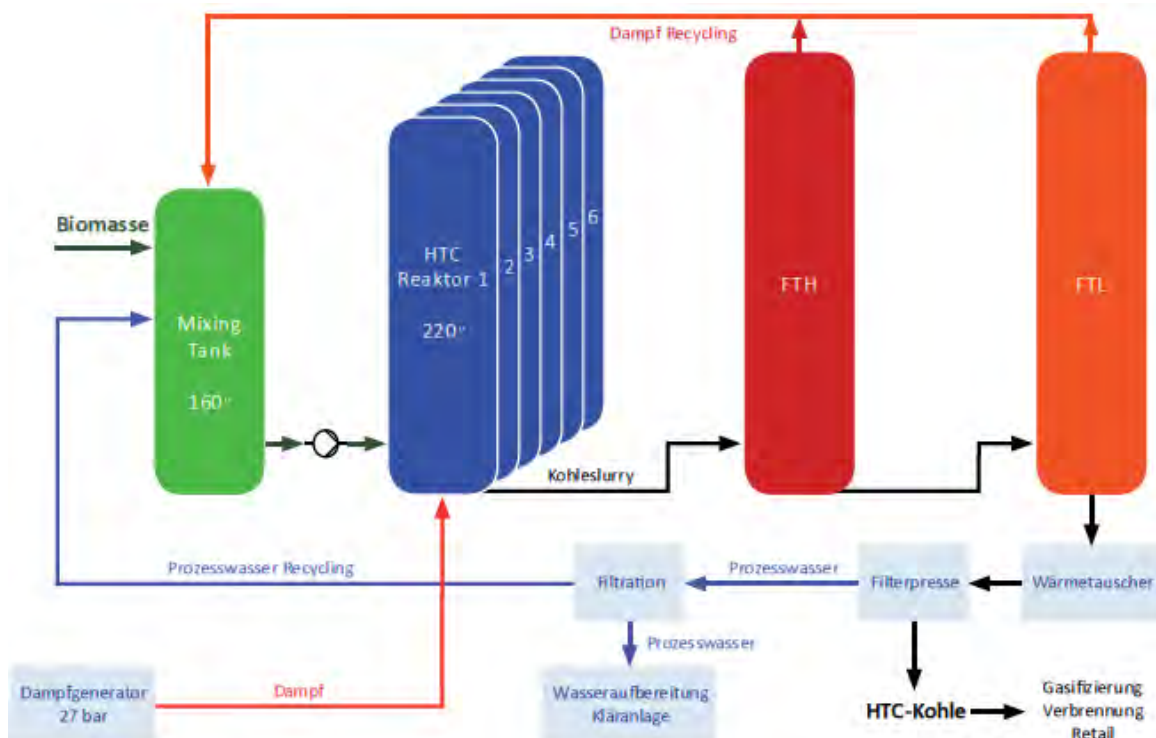 Dampf Recycling
Biomasse
Mixing
Tank
160°
HTC
Reaktor 1
220°
2
3
4
5
6
FTH
FTL
Kohleslurry
Prozesswasser Recycling
Filtration
Prozesswasser
Filterpresse
Wärmetauscher
Prozesswasser
Dampfgenerator
27 bar
Dampf
Wasseraufbereitung
Kläranlage
HTC-Kohle
Gasifizierung
Verbrennung
Retail